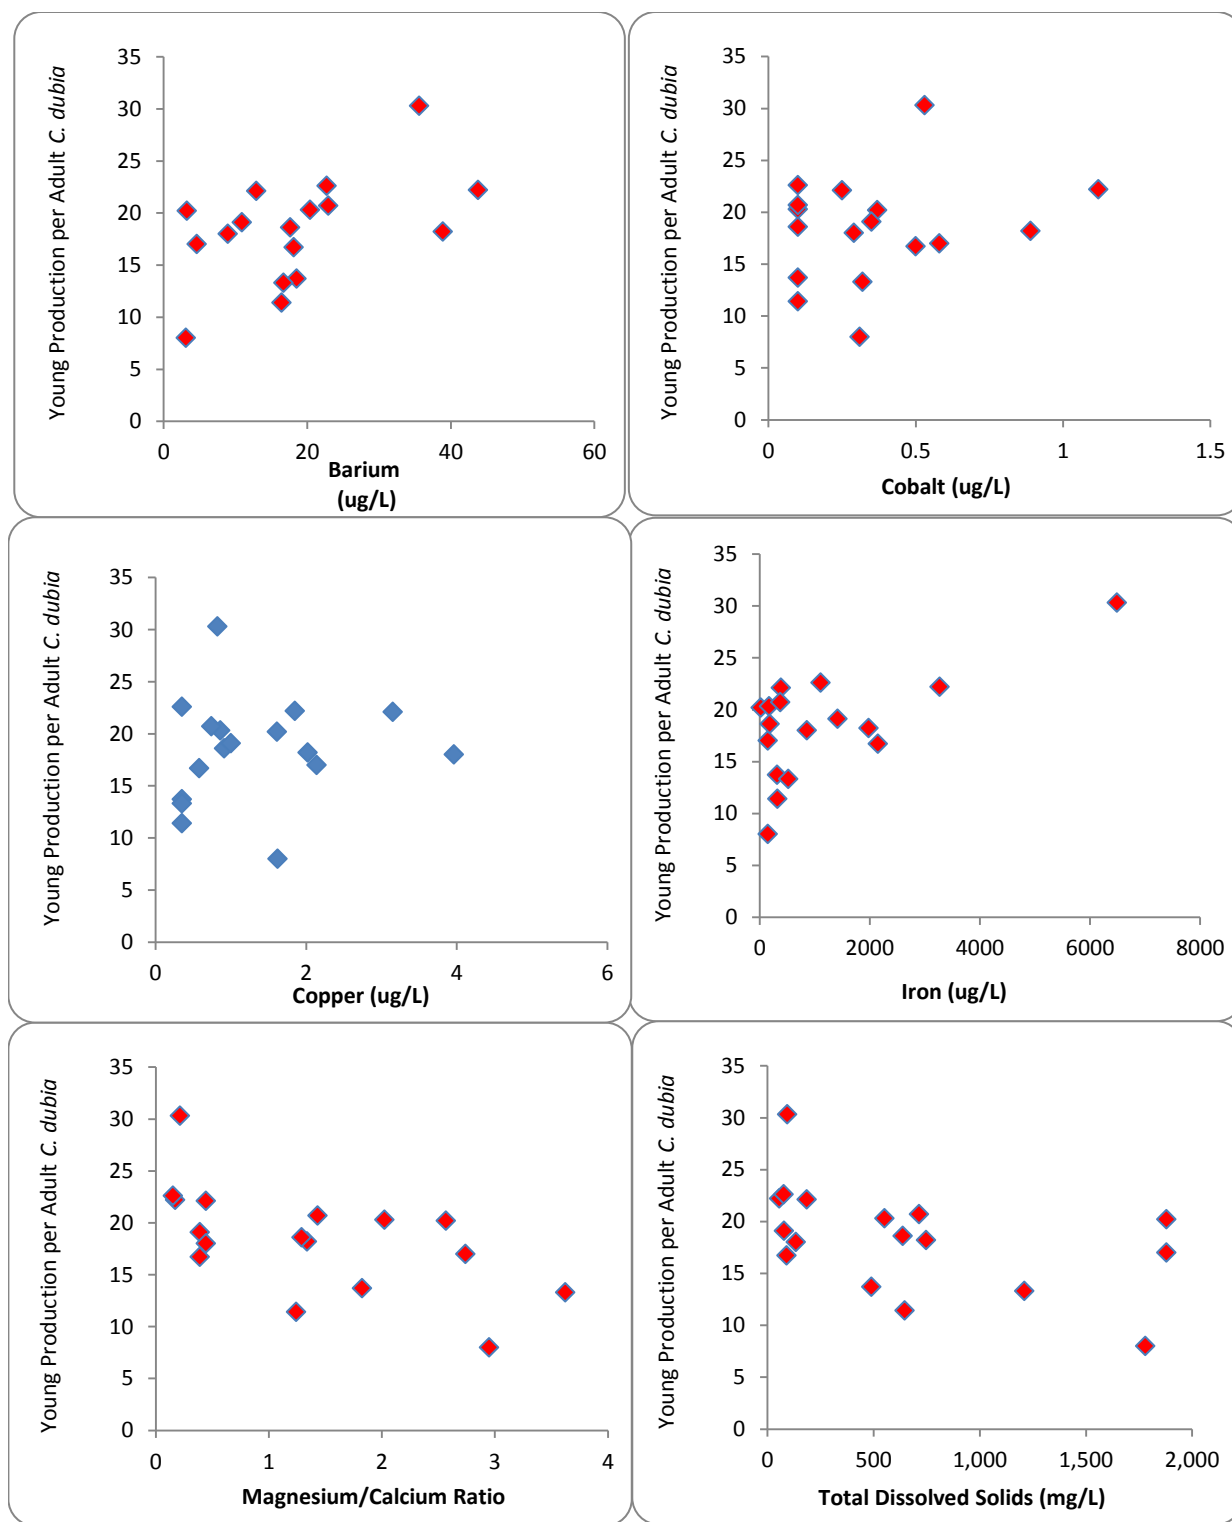 Young Production per Adult C. dubia
35
30
25
20
15
10
5
0
0 20 40 60
Barium
(ug/L)
Young Production per Adult C. dubia
35
30
25
20
15
10
5
0
0 0.5 1 1.5
Cobalt (ug/L)
Young Production per Adult C. dubia
35
30
25
20
15
10
5
0
0 2 4 6
Copper (ug/L)
Young Production per Adult C. dubia
35
30
25
20
15
10
5
0
0 2000 4000 6000 8000
Iron (ug/L)
Young Production per Adult C. dubia
35
30
25
20
15
10
5
0
0 1 2 3 4
Magnesium/Calcium Ratio
Young Production per Adult C. dubia
35
30
25
20
15
10
5
0
0 500 1,000 1,500 2,000
Total Dissolved Solids (mg/L)